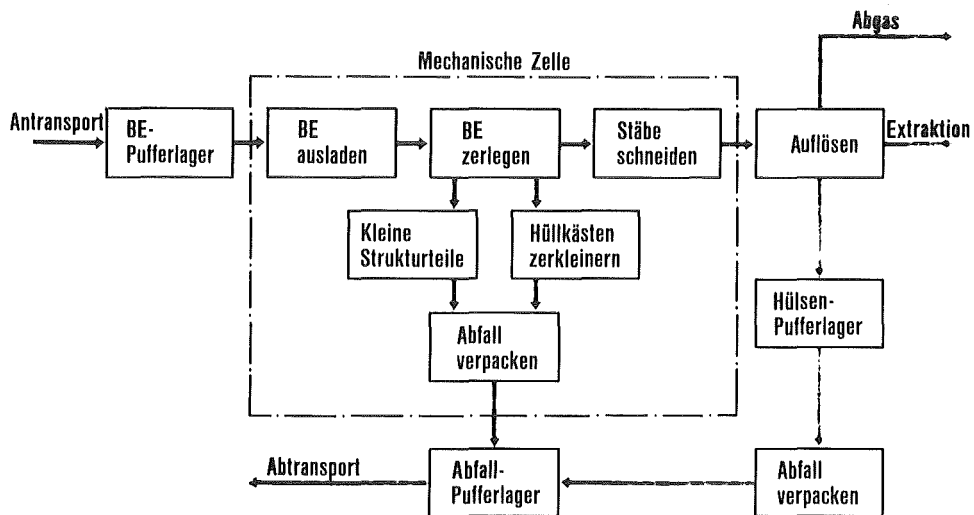 Abgas
Mechanische Zelle
Antransport
BE-
Pufferlager
BE
ausladen
BE
zerlegen
Stäbe
schneiden
Auflösen
Extraktion
Kleine
Strukturteile
Hüllkästen
zerkleinern
Hülsen-
Pufferlager
Abfall
verpacken
Abtransport
Abfall-
Pufferlager
Abfall
verpacken